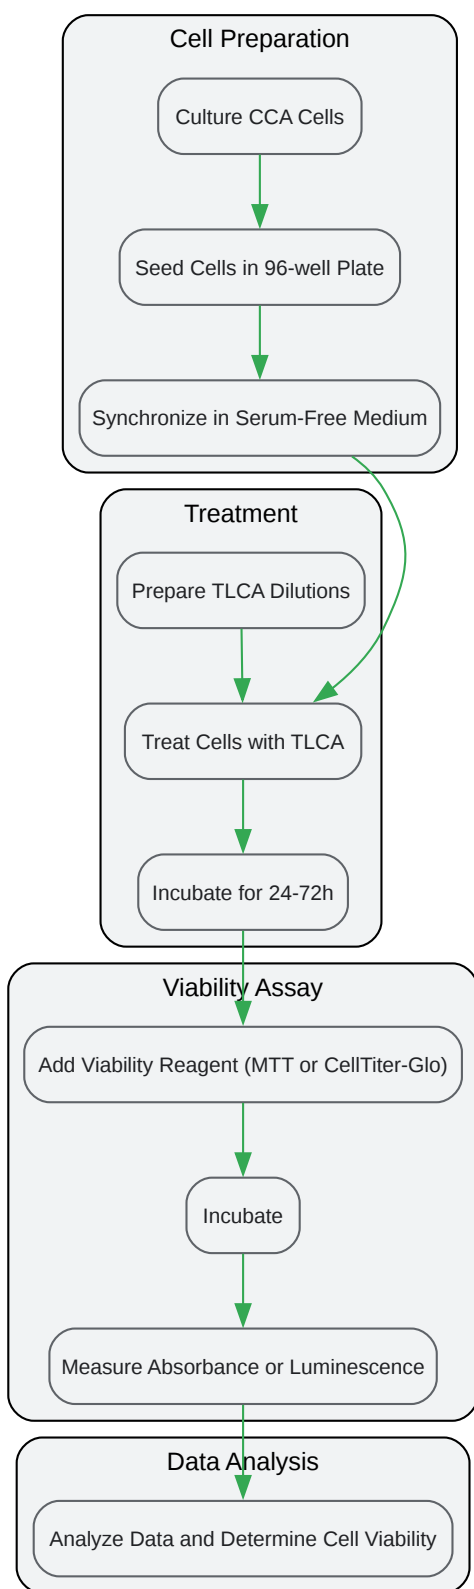 Cell Preparation
Culture CCA Cells
Seed Cells in 96-well Plate
Synchronize in Serum-Free Medium
Treatment
Prepare TLCA Dilutions
Treat Cells with TLCA
Incubate for 24-72h
Viability Assay
Add Viability Reagent (MTT or CellTiter-Glo)
Incubate
Measure Absorbance or Luminescence
Data Analysis
Analyze Data and Determine Cell Viability